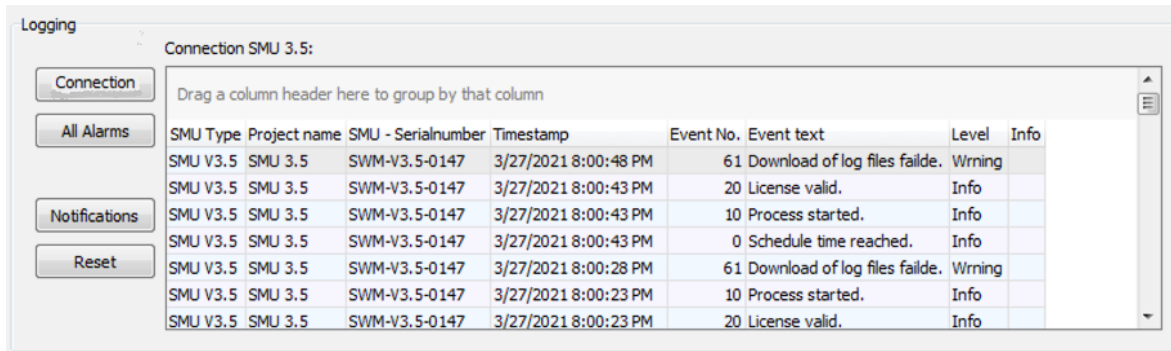 Logging
Connection SMU 3.5:
Connection
Drag a column header here to group by that column
All Alarms
SMU Type Project name SMU - Serialnumber Timestamp Event No. Event text Level Info
SMU V3.5 SMU 3.5 SWM-V3.5-0147 3/27/2021 8:00:48 PM 61 Download of log files failde. Wrning
SMU V3.5 SMU 3.5 SWM-V3.5-0147 3/27/2021 8:00:43 PM 20 License valid. Info
Notifications
SMU V3.5 SMU 3.5 SWM-V3.5-0147 3/27/2021 8:00:43 PM 10 Process started. Info
SMU V3.5 SMU 3.5 SWM-V3.5-0147 3/27/2021 8:00:43 PM 0 Schedule time reached. Info
Reset
SMU V3.5 SMU 3.5 SWM-V3.5-0147 3/27/2021 8:00:28 PM 61 Download of log files failde. Wrning
SMU V3.5 SMU 3.5 SWM-V3.5-0147 3/27/2021 8:00:23 PM 10 Process started. Info
SMU V3.5 SMU 3.5 SWM-V3.5-0147 3/27/2021 8:00:23 PM 20 License valid. Info